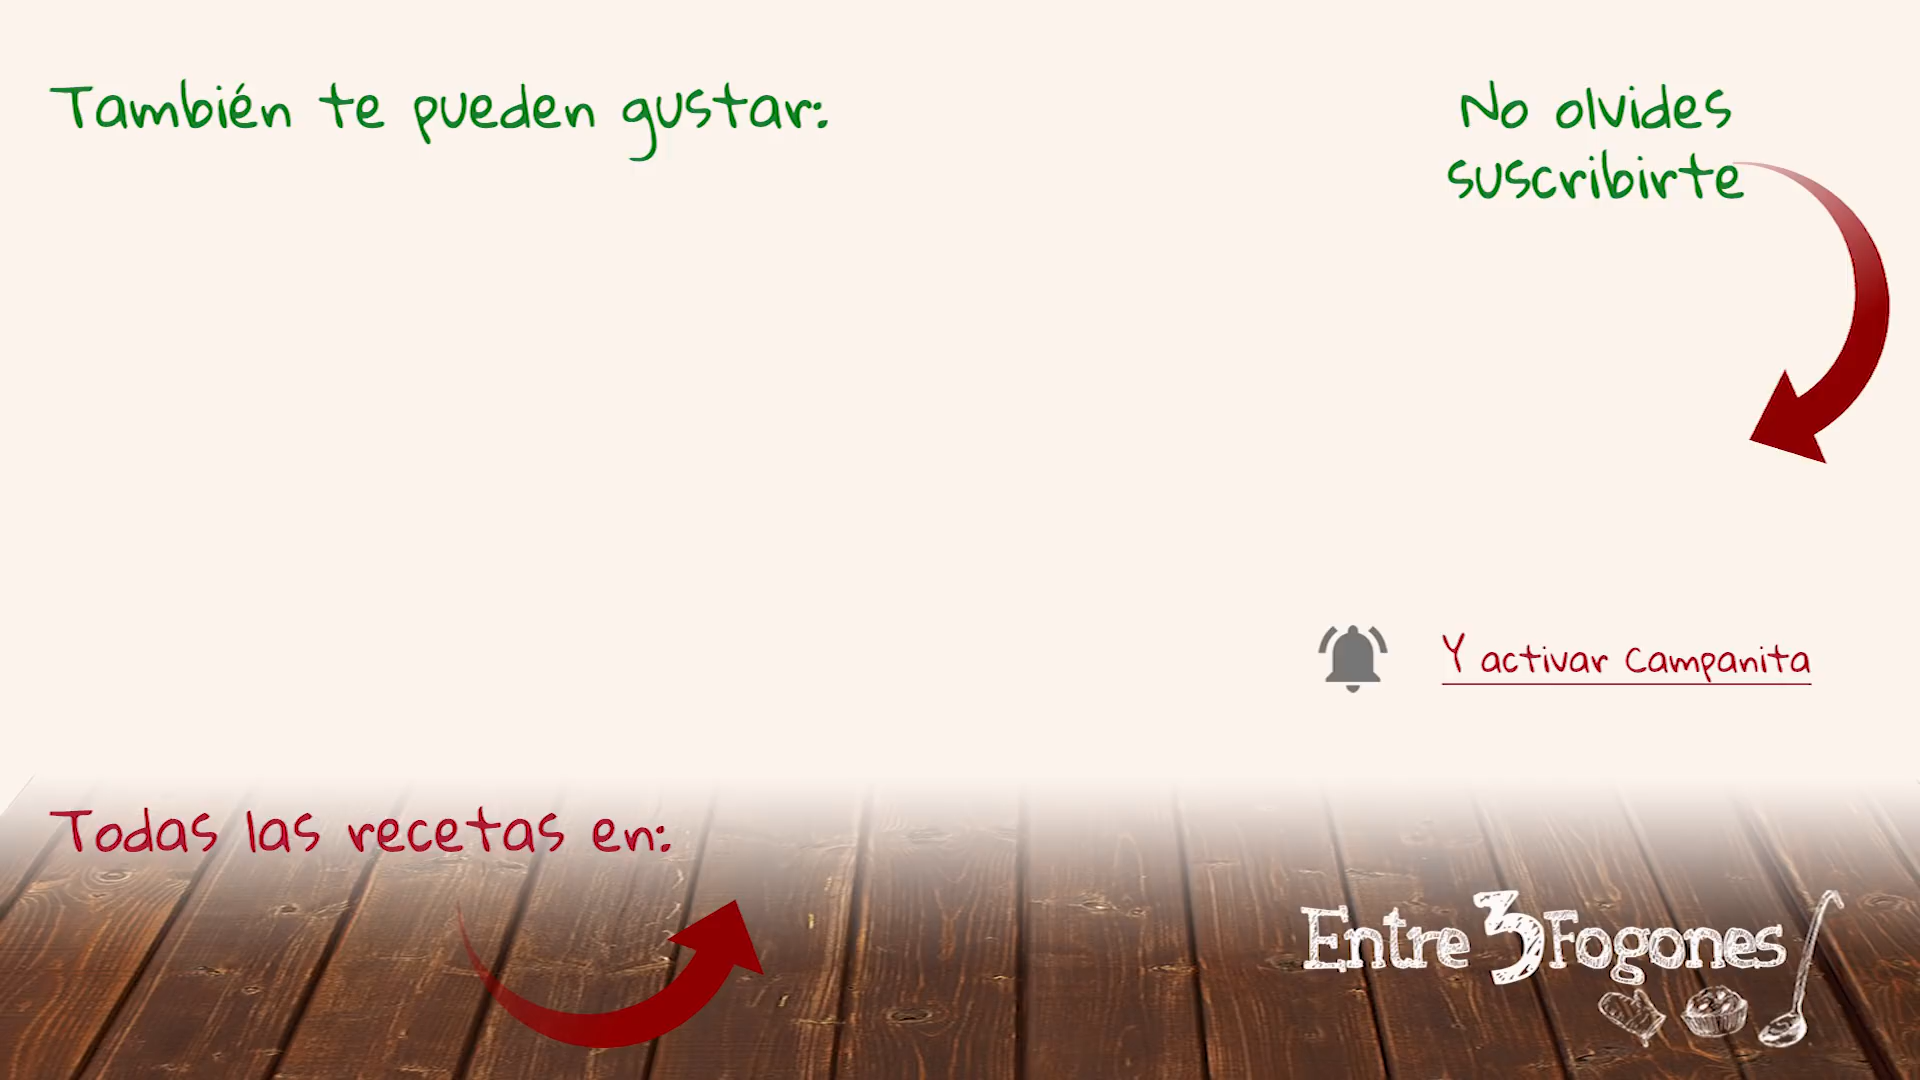 También te pueden gustar:
No olvides
suscribirte
Y activar Campanita
Todas las recetas en:
Entre 3 Fogones